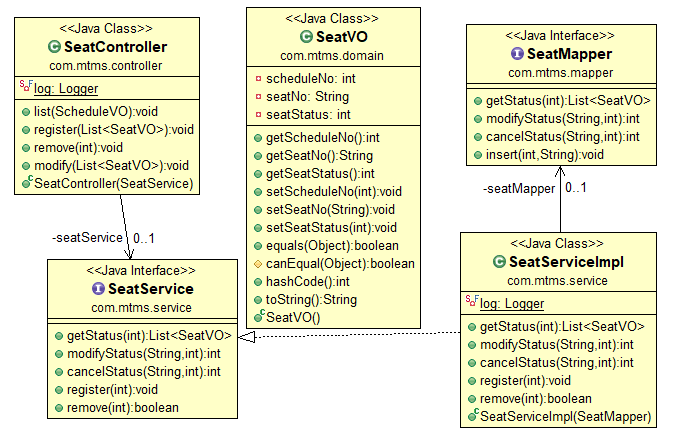 <<Java Class>>
SeatController
com.mtms.controller
log: Logger
list(ScheduleVO):void
register(List<SeatVO>):void
remove(int):void
modify(List<SeatVO>):void
SeatController(SeatService)
<<Java Class>>
SeatVO
com.mtms.domain
scheduleNo: int
seatNo: String
seatStatus: int
getScheduleNo():int
getSeatNo():String
getSeatStatus():int
setScheduleNo(int):void
setSeatNo(String):void
setSeatStatus(int):void
equals(Object):boolean
canEqual(Object):boolean
hashCode():int
toString():String
SeatVO()
<<Java Interface>>
SeatMapper
com.mtms.mapper
getStatus(int):List<SeatVO>
modifyStatus(String,int):int
cancelStatus(String,int):int
insert(int,String):void
-seatMapper 0..1
-seatService 0..1
<<Java Interface>>
SeatService
com.mtms.service
getStatus(int):List<SeatVO>
modifyStatus(String,int):int
cancelStatus(String,int):int
register(int):void
remove(int):boolean
<<Java Class>>
SeatServiceImpl
com.mtms.service
log: Logger
getStatus(int):List<SeatVO>
modifyStatus(String,int):int
cancelStatus(String,int):int
register(int):void
remove(int):boolean
SeatServiceImpl(SeatMapper)